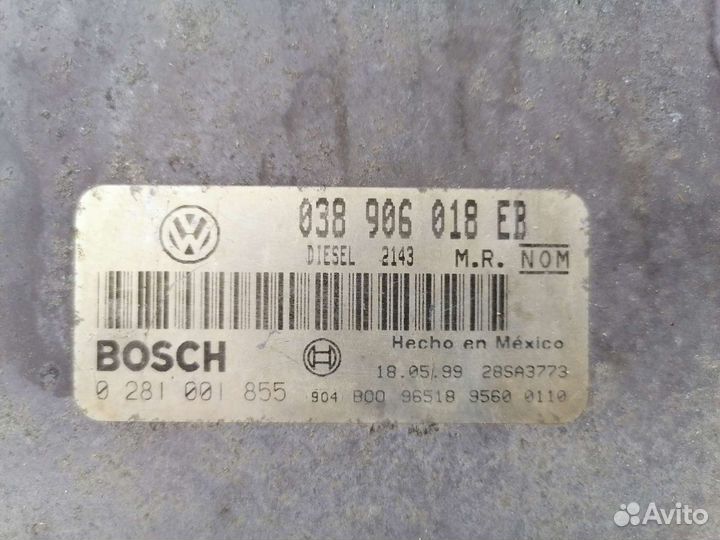 038 906 018 EB
DIESEL 2143 M.R. NOM
Hecho en México
BOSCH
18.05.99 28SA3773
0 281 001 855 904 B00 96518 9560 0110
Avito